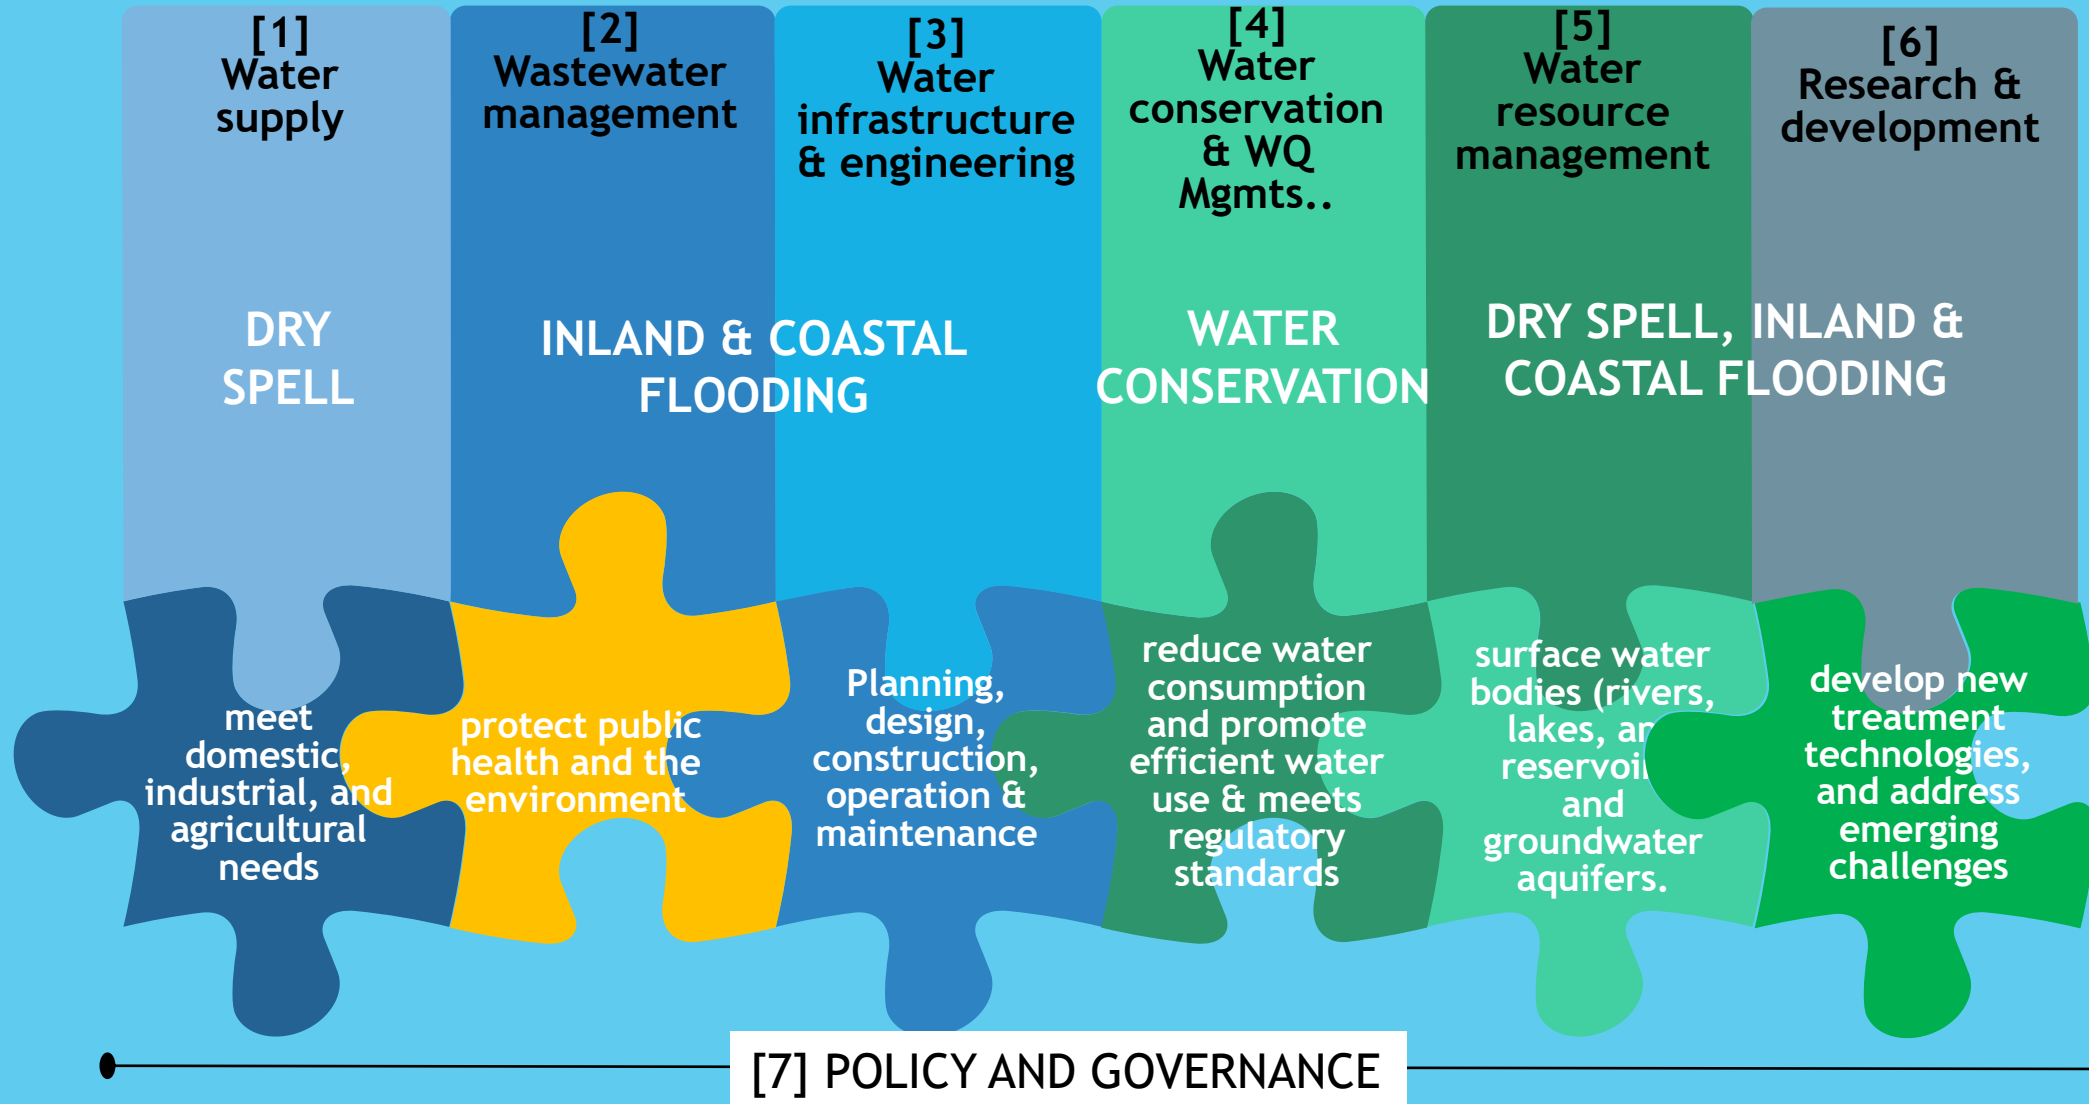 [1]
Water
supply
[2]
Wastewater
management
[3]
Water
infrastructure
& engineering
[4]
Water
conservation
& WQ
Mgmts..
[5]
Water
resource
management
[6]
Research &
development
DRY
SPELL
INLAND & COASTAL
FLOODING
WATER
CONSERVATION
DRY SPELL, INLAND &
COASTAL FLOODING
meet
domestic,
industrial, and
agricultural
needs
protect public
health and the
environment
Planning,
design,
construction,
operation &
maintenance
reduce water
consumption
and promote
efficient water
use & meets
regulatory
standards
surface water
bodies (rivers,
lakes,
and
groundwater
aquifers.
develop new
treatment
technologies,
and address
emerging
challenges
[7] POLICY AND GOVERNANCE